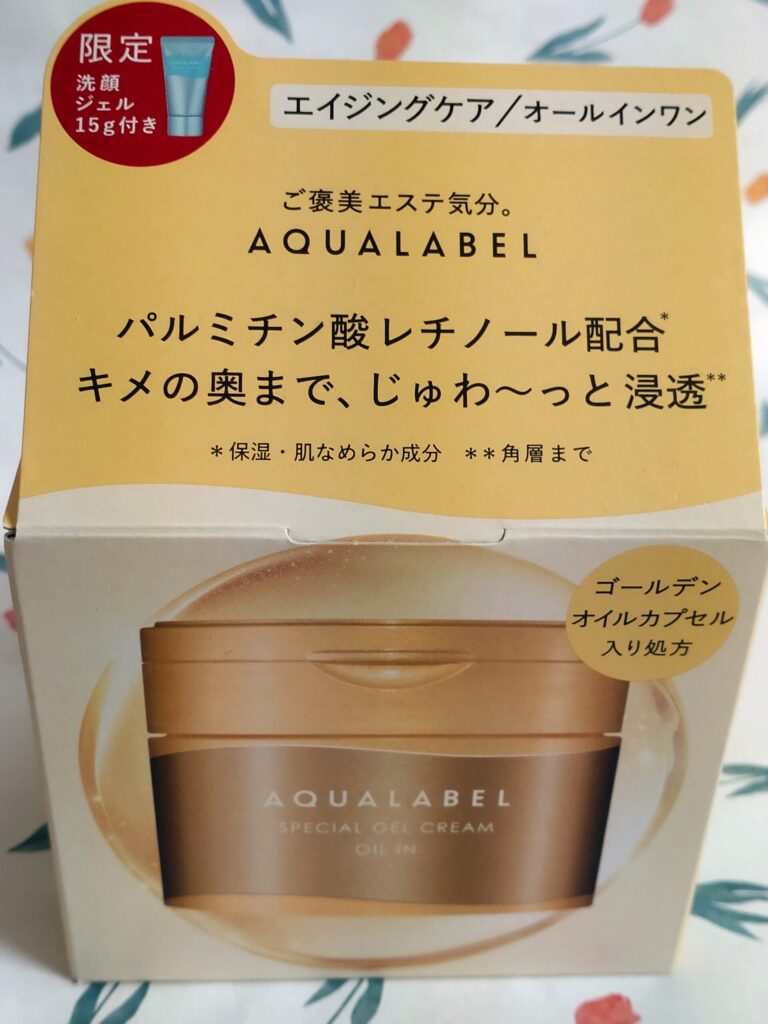 限定
洗顔
ジェル
15g付き
エイジングケア/オールインワン
ご褒美エステ気分。
AQUALABEL
パルミチン酸レチノール配合*
キメの奥まで、じゅわ〜っと浸透**
*保湿・肌なめらか成分 **角層まで
ゴールデン
オイルカプセル
入り処方
AQUALABEL
SPECIAL GEL CREAM
OIL IN